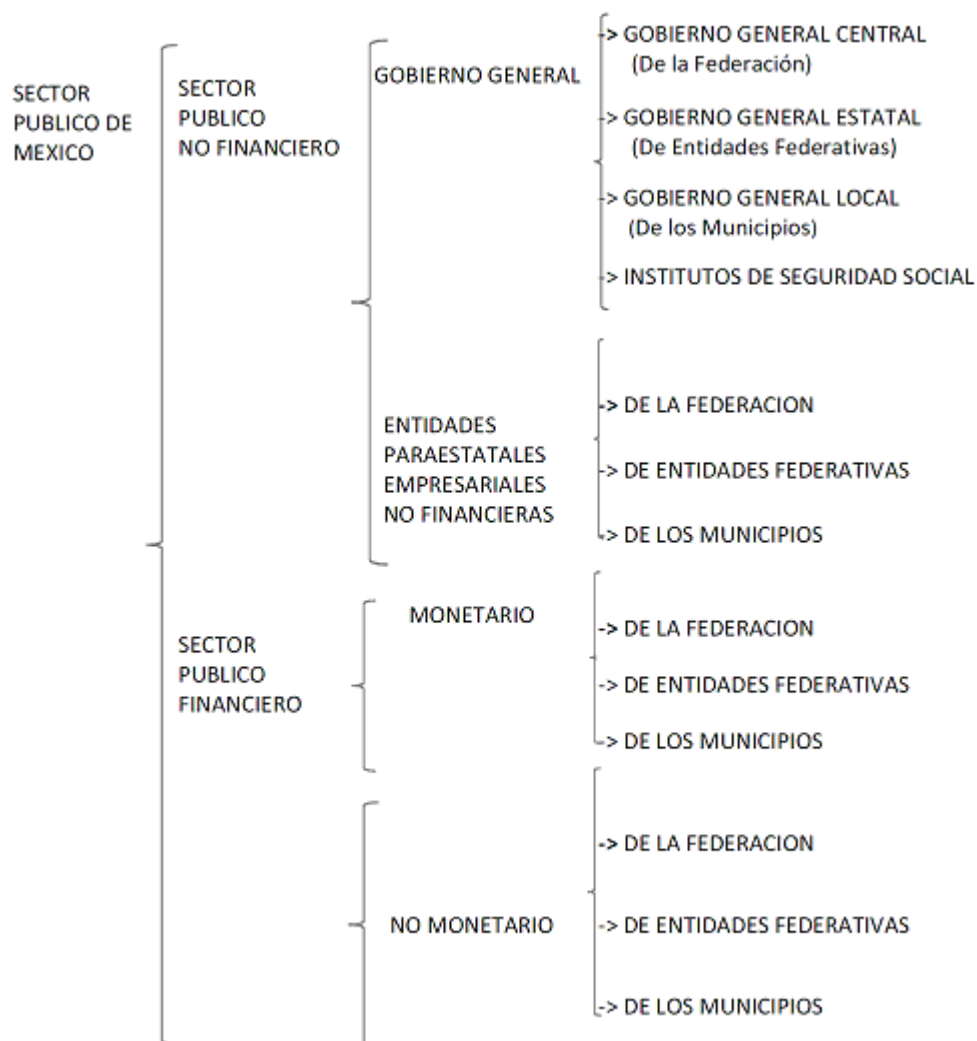 SECTOR
PUBLICO DE
MEXICO
SECTOR
PUBLICO
NO FINANCIERO
GOBIERNO GENERAL
-> GOBIERNO GENERAL CENTRAL
(De la Federación)
-> GOBIERNO GENERAL ESTATAL
(De Entidades Federativas)
-> GOBIERNO GENERAL LOCAL
(De los Municipios)
-> INSTITUTOS DE SEGURIDAD SOCIAL
ENTIDADES
PARAESTATALES
EMPRESARIALES
NO FINANCIERAS
-> DE LA FEDERACION
-> DE ENTIDADES FEDERATIVAS
-> DE LOS MUNICIPIOS
SECTOR
PUBLICO
FINANCIERO
MONETARIO
-> DE LA FEDERACION
-> DE ENTIDADES FEDERATIVAS
-> DE LOS MUNICIPIOS
NO MONETARIO
-> DE LA FEDERACION
-> DE ENTIDADES FEDERATIVAS
-> DE LOS MUNICIPIOS